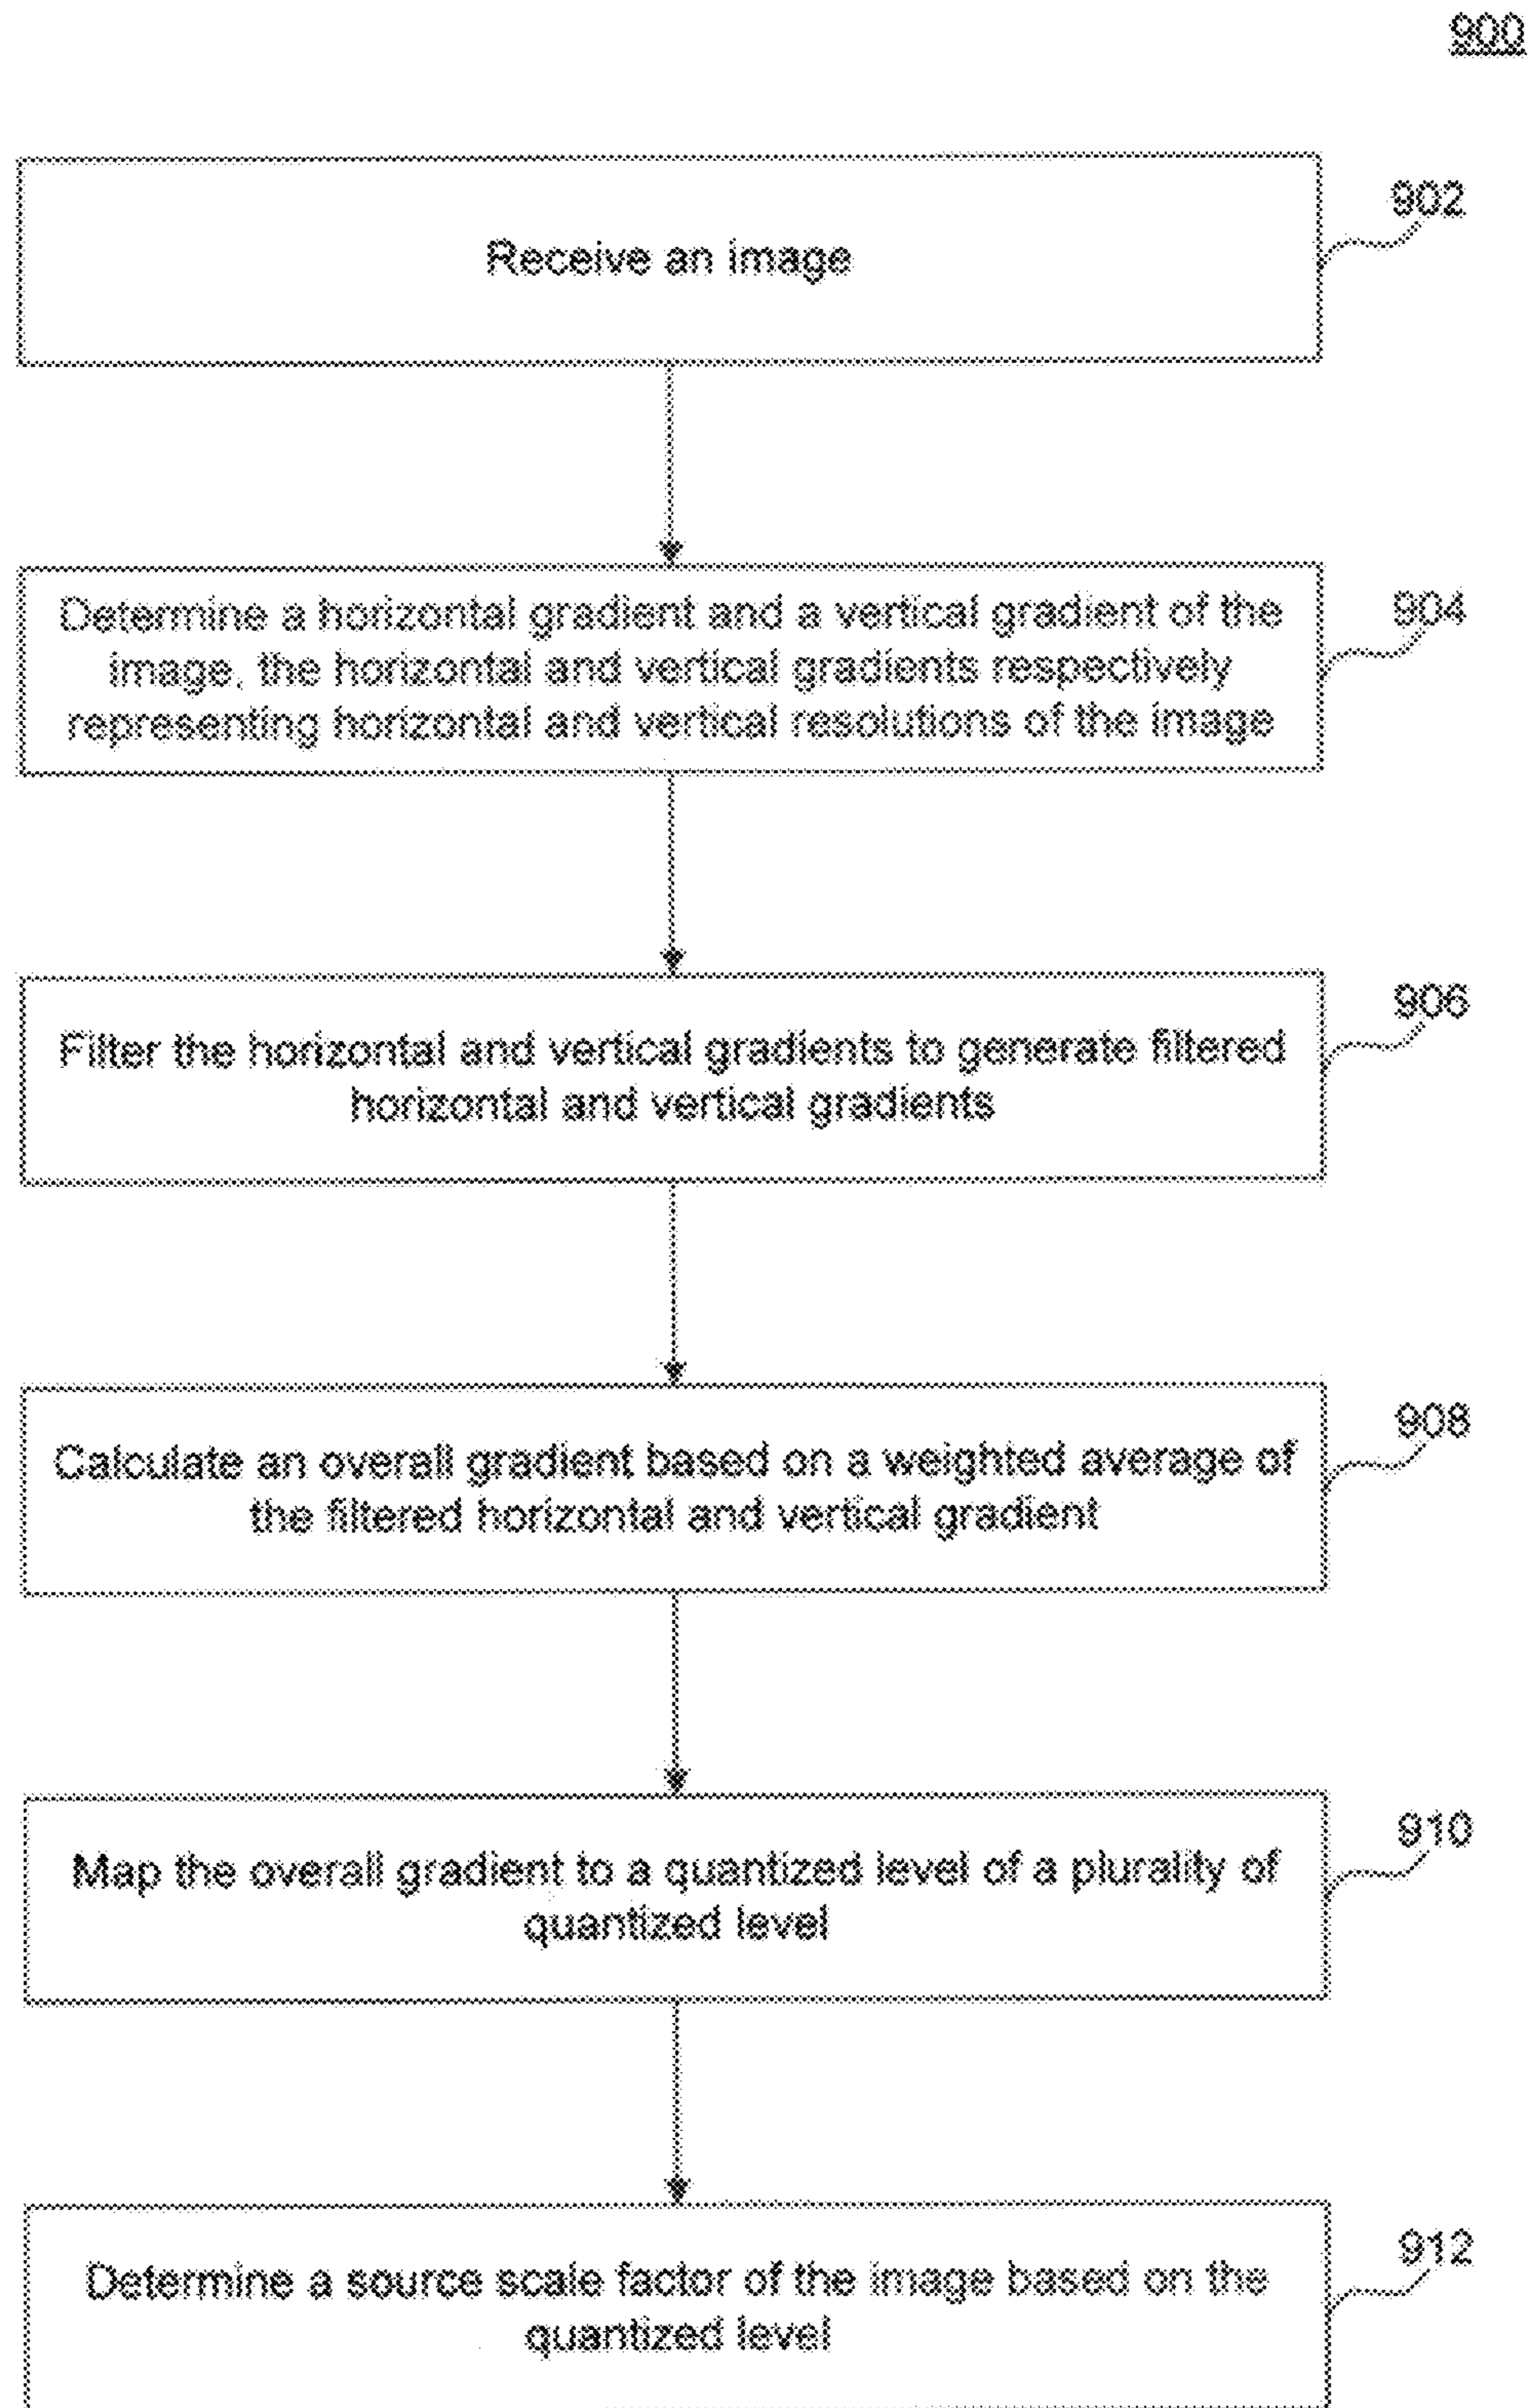 900
902
Receive an image
904
Determine a horizontal gradient and a vertical gradient of the
image, the horizontal and vertical gradients respectively
representing horizontal and vertical resolutions of the image
906
Filter the horizontal and vertical gradients to generate filtered
horizontal and vertical gradients
908
Calculate an overall gradient based on a weighted average of
the filtered horizontal and vertical gradient
910
Map the overall gradient to a quantized level of a plurality of
quantized level
912
Determine a source scale factor of the image based on the
quantized level